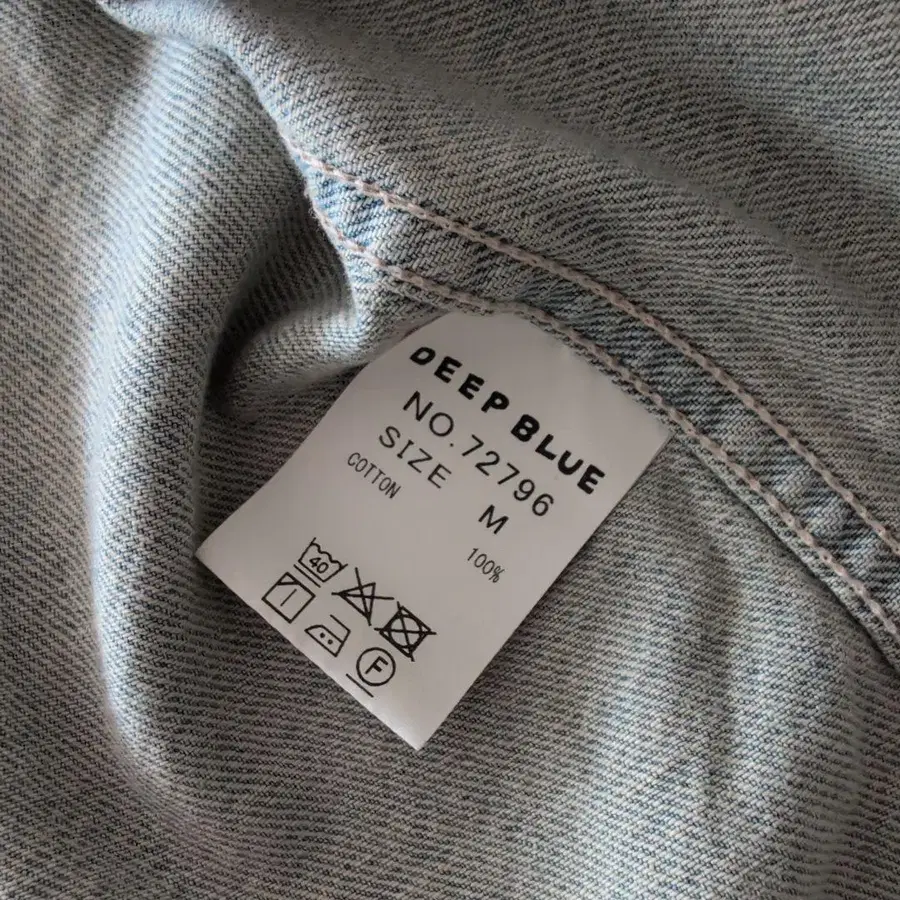 DEEP BLUE
NO.72796
SIZE M
COTTON 100%
40
F